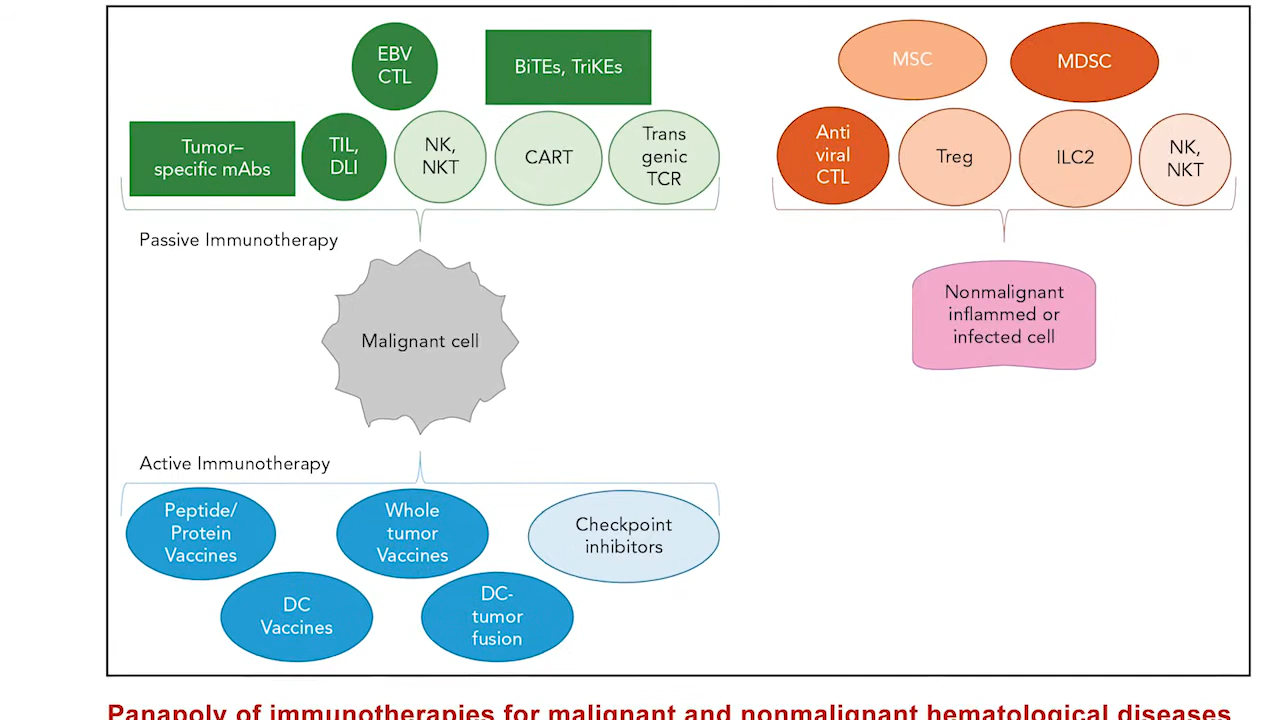 EBV
CTL
BiTEs, TriKEs
Tumor–
specific mAbs
TIL,
DLI
NK,
NKT
CART
Trans
genic
TCR
Passive Immunotherapy
Malignant cell
Active Immunotherapy
Peptide/
Protein
Vaccines
Whole
tumor
Vaccines
Checkpoint
inhibitors
DC
Vaccines
DC-
tumor
fusion
MSC
MDSC
Anti
viral
CTL
Treg
ILC2
NK,
NKT
Nonmalignant
inflammed or
infected cell
Panapoly of immunotherapies for malignant and nonmalignant hematological diseases